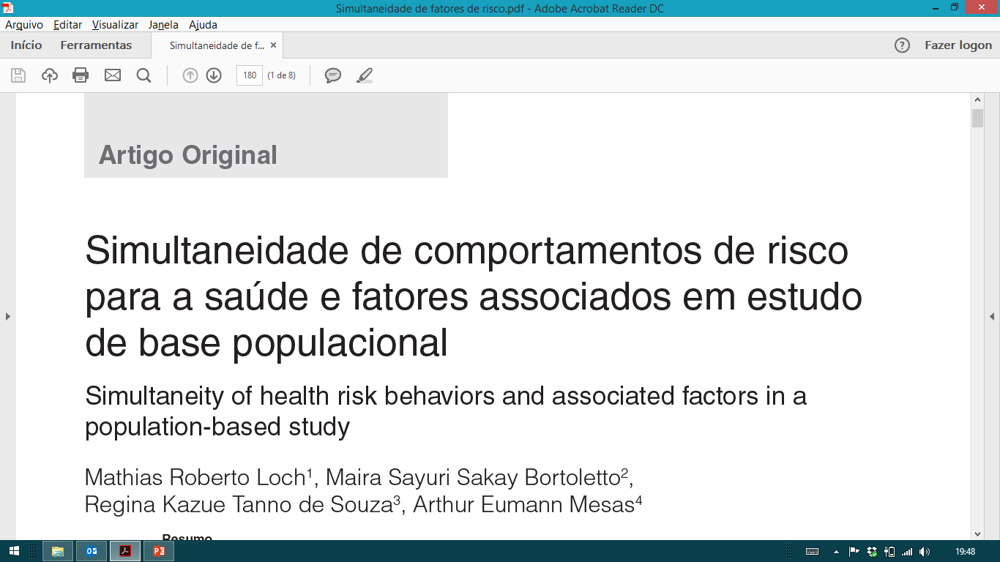 Simultaneidade de fatores de risco.pdf - Adobe Acrobat Reader DC
Arquivo Editar Visualizar Janela Ajuda
Início Ferramentas Simultaneidade de f... × ? Fazer logon
180 (1 de 8)
Artigo Original
Simultaneidade de comportamentos de risco
para a saúde e fatores associados em estudo
de base populacional
Simultaneity of health risk behaviors and associated factors in a
population-based study
Mathias Roberto Loch¹, Maira Sayuri Sakay Bortoletto²,
Regina Kazue Tanno de Souza³, Arthur Eumann Mesas⁴
Resumo
19:48